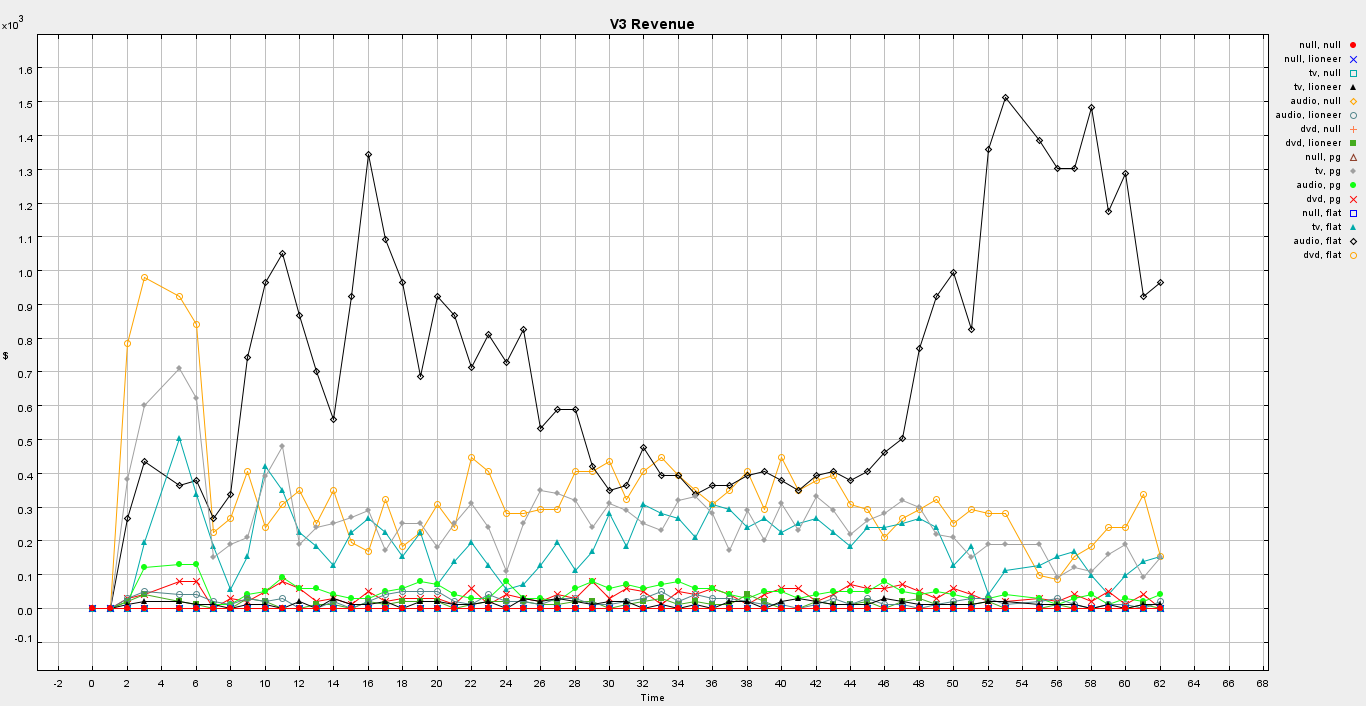 ×10³
V3 Revenue
1.6
1.5
1.4
1.3
1.2
1.1
1.0
0.9
0.8
0.7
0.6
0.5
0.4
0.3
0.2
0.1
0.0
-0.1
$
-2 0 2 4 6 8 10 12 14 16 18 20 22 24 26 28 30 32 34 36 38 40 42 44 46 48 50 52 54 56 58 60 62 64 66 68
Time
null, null
null, lioneer
tv, null
tv, lioneer
audio, null
audio, lioneer
dvd, null
dvd, lioneer
null, pg
tv, pg
audio, pg
dvd, pg
null, flat
tv, flat
audio, flat
dvd, flat